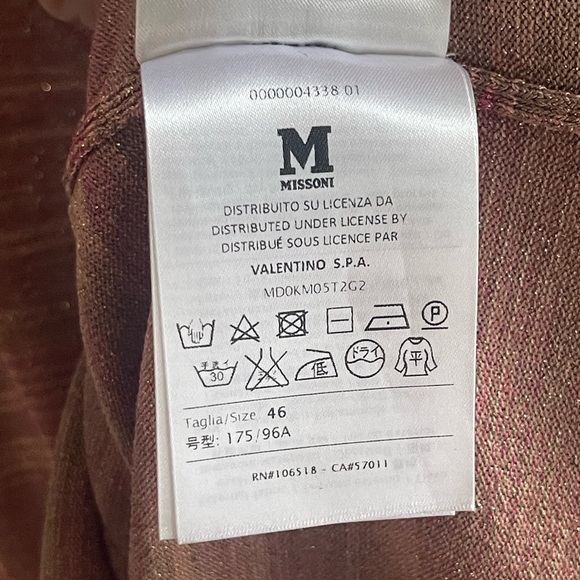 0000004338 01
M
MISSONI
DISTRIBUITO SU LICENZA DA
DISTRIBUTED UNDER LICENSE BY
DISTRIBUÉ SOUS LICENCE PAR
VALENTINO S.P.A.
MD0KM05T2G2
P
手洗イ 30 低 ドライ 平
Taglia/Size 46
号型: 175/96A
RN#106518 - CA#57011